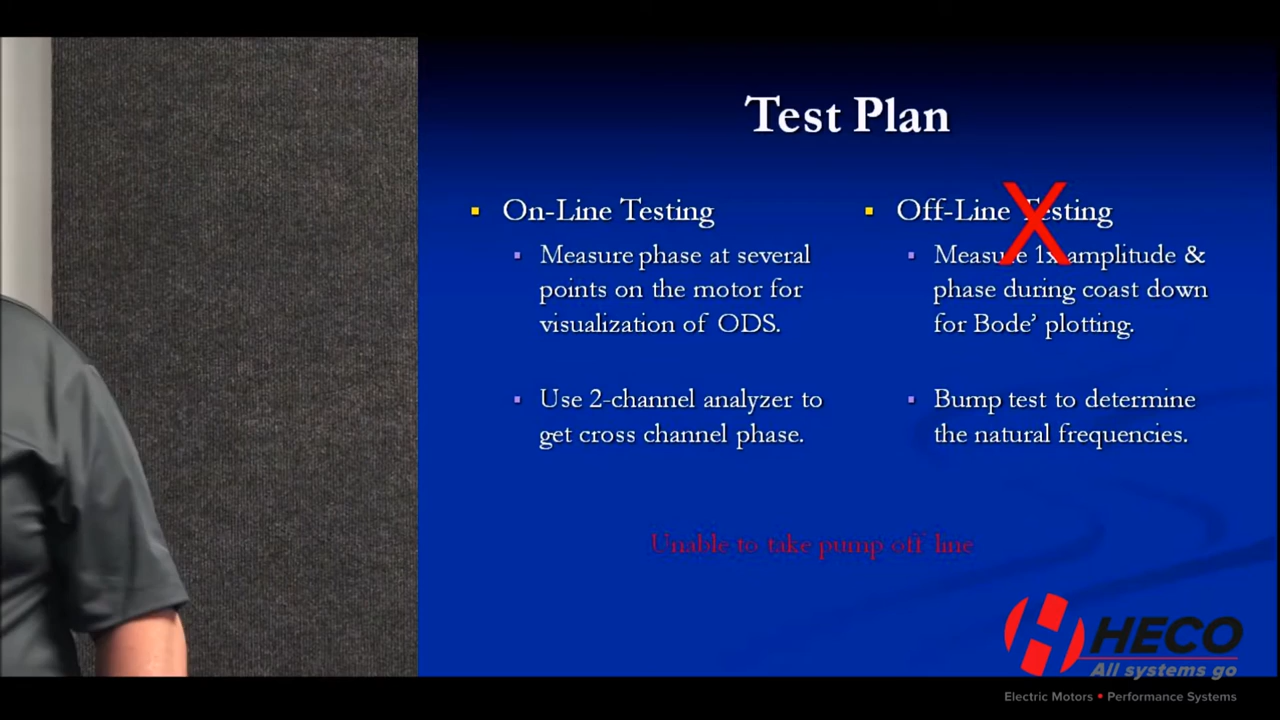 Test Plan
On-Line Testing
Measure phase at several
points on the motor for
visualization of ODS.
Use 2-channel analyzer to
get cross channel phase.
Off-Line Testing
X
Measure 1x amplitude &
phase during coast down
for Bode' plotting.
Bump test to determine
the natural frequencies.
Unable to take pump off line
HECO
All systems go
Electric Motors • Performance Systems